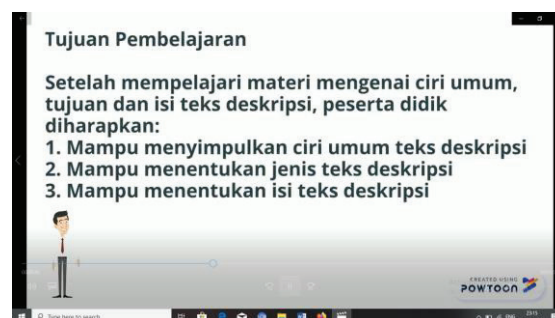 Tujuan Pembelajaran
Setelah mempelajari materi mengenai ciri umum,
tujuan dan isi teks deskripsi, peserta didik
diharapkan:
1. Mampu menyimpulkan ciri umum teks deskripsi
2. Mampu menentukan jenis teks deskripsi
3. Mampu menentukan isi teks deskripsi
CREATED USING
POWTOON
Type here to search